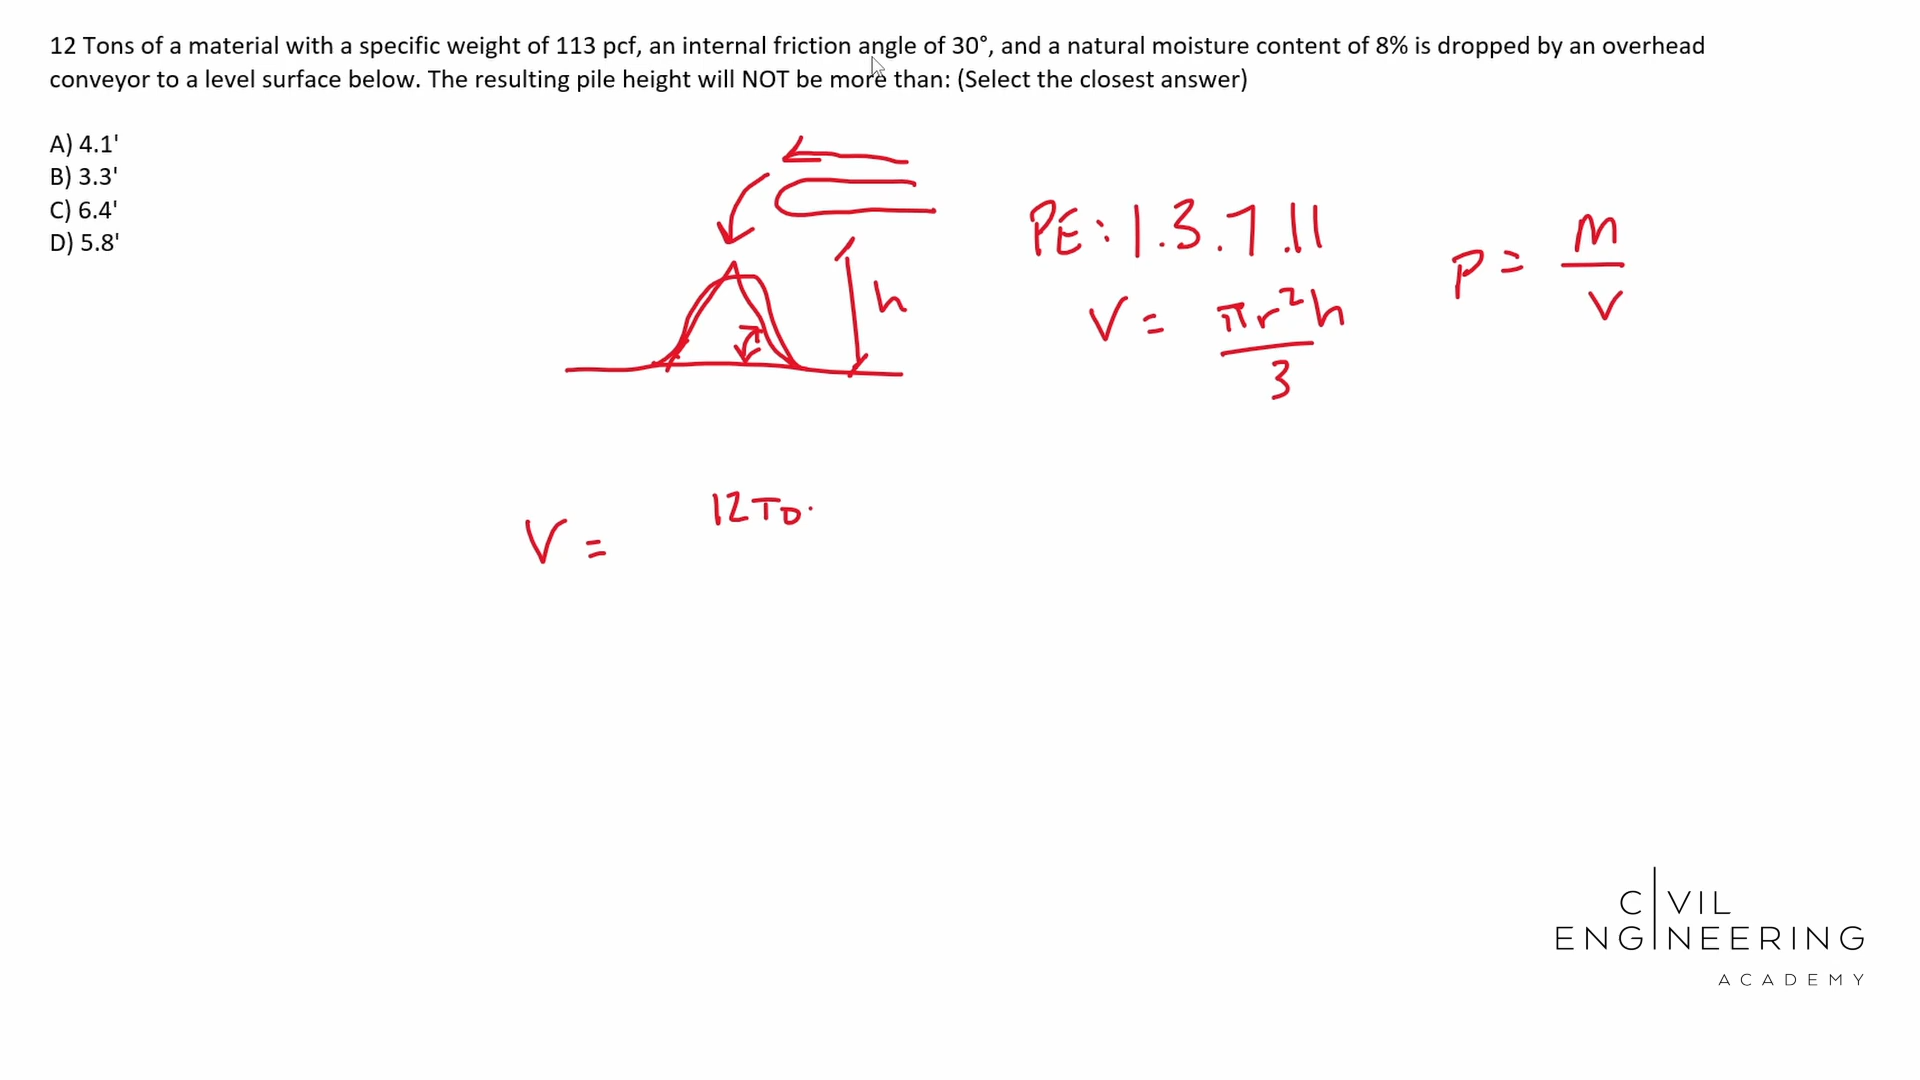 12 Tons of a material with a specific weight of 113 pcf, an internal friction angle of 30°, and a natural moisture content of 8% is dropped by an overhead
conveyor to a level surface below. The resulting pile height will NOT be more than: (Select the closest answer)
A) 4.1'
B) 3.3'
C) 6.4'
D) 5.8'
h
PE: 1.3.7.11
V = πr²h
3
P = M
V
V = 12 To
CIVIL
ENGINEERING
ACADEMY